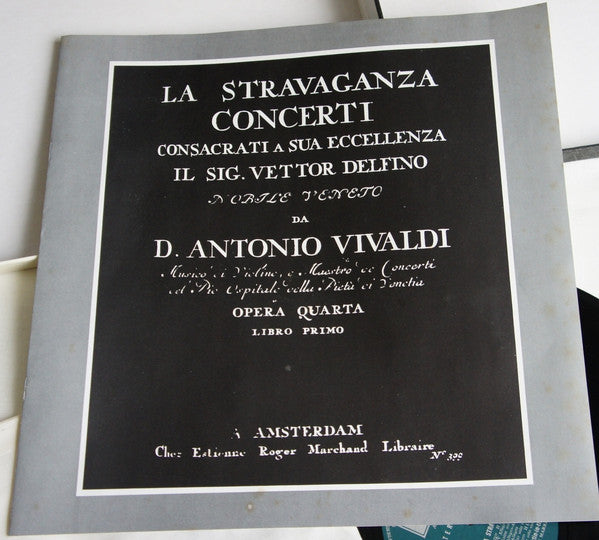 LA STRAVAGANZA
CONCERTI
CONSACRATI A SUA ECCELLENZA
IL SIG. VETTOR DELFINO
NOBILE VENETO
DA
D. ANTONIO VIVALDI
Musico di Violino, e Maestro de Concerti
del Pio Ospitale della Pietà di Venetia
OPERA QUARTA
LIBRO PRIMO
À AMSTERDAM
Chez Estienne Roger Marchand Libraire
N° 399